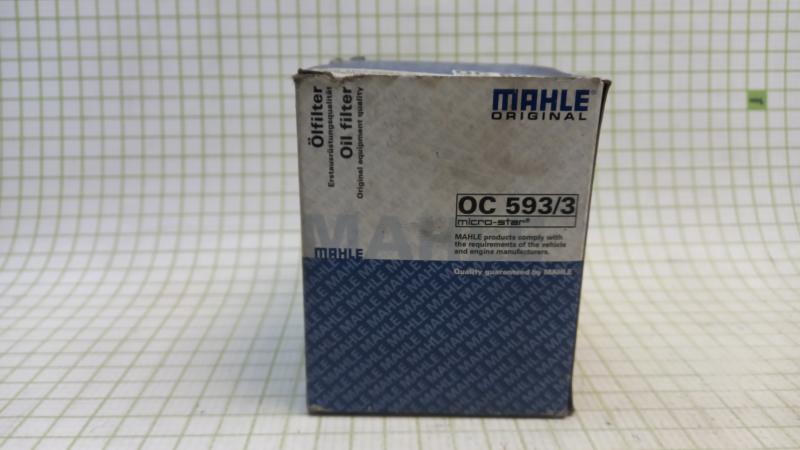 Ölfilter
Erstausrüstungsqualität
Oil filter
Original equipment quality
MAHLE
ORIGINAL
OC 593/3
micro-star®
MAHLE products comply with
the requirements of the vehicle
and engine manufacturers.
Quality guaranteed by MAHLE
MAHLE
MAHLE